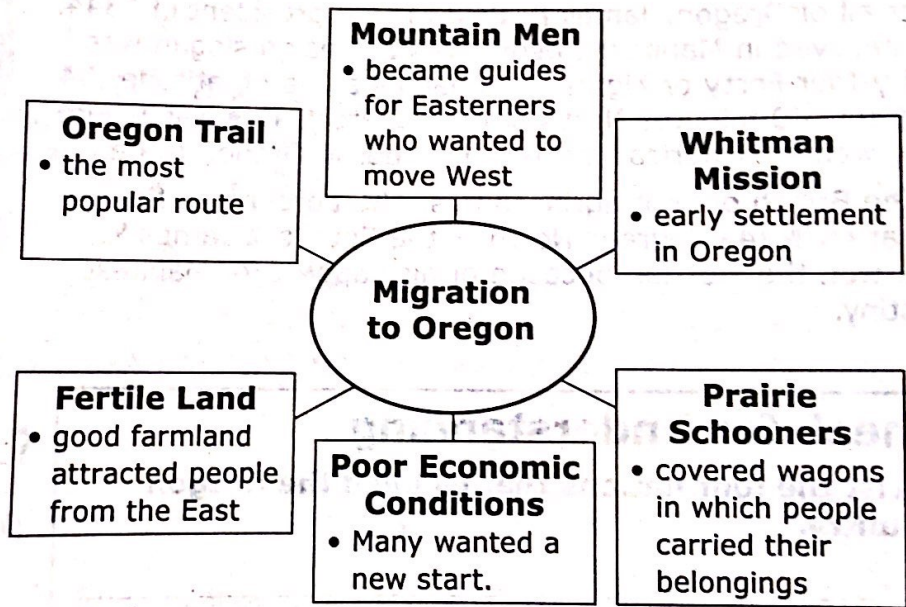 Mountain Men
• became guides
for Easterners
who wanted to
move West
Oregon Trail
• the most
popular route
Whitman
Mission
• early settlement
in Oregon
Migration
to Oregon
Fertile Land
• good farmland
attracted people
from the East
Poor Economic
Conditions
• Many wanted a
new start.
Prairie
Schooners
• covered wagons
in which people
carried their
belongings